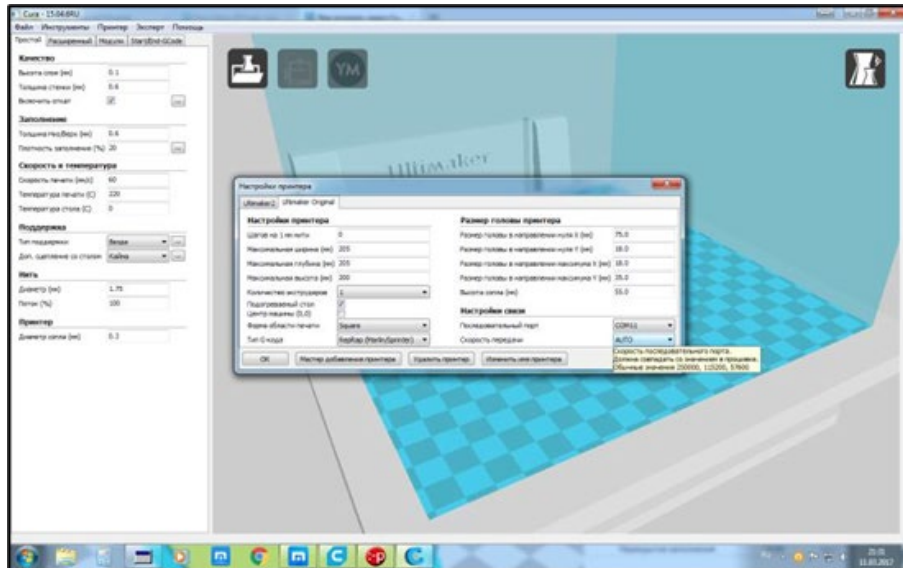 Cura - 15.04.6RU
Файл Инструменты Принтер Эксперт Помощь
Простой Расширенный Модули Start/End-GCode
Качество
Высота слоя (мм) 0.1
Толщина стенки (мм) 0.6
Включить откат
Заполнение
Толщина Низ/Верх (мм) 0.6
Плотность заполнения (%) 20
Скорость и температура
Скорость печати (мм/с) 60
Температура печати (C) 220
Температура стола (C) 0
Поддержка
Тип поддержки Везде
Доп. сцепление со столом Кайма
Нить
Диаметр (мм) 1.75
Поток (%) 100
Принтер
Диаметр сопла (мм) 0.3
YM
Ultimaker
Настройки принтера
Ultimaker2 Ultimaker Original
Настройки принтера
Шагов на 1 мм нити 0
Максимальная ширина (мм) 205
Максимальная глубина (мм) 205
Максимальная высота (мм) 200
Количество экструдеров 1
Подогреваемый стол
Центр машины (0,0)
Форма области печати Square
Тип G-кода RepRap (Marlin/Sprinter)
Размер головы принтера
Размер головы в направлении нуля X (мм) 75.0
Размер головы в направлении нуля Y (мм) 18.0
Размер головы в направлении максимума X (мм) 18.0
Размер головы в направлении максимума Y (мм) 35.0
Высота сопла (мм) 55.0
Настройки связи
Последовательный порт COM11
Скорость передачи AUTO
OK Мастер добавления принтера Удалить принтер Изменить имя принтера
Скорость последовательного порта.
Должна совпадать со значением в прошивке.
Обычные значения 250000, 115200, 57600
11.03.2017